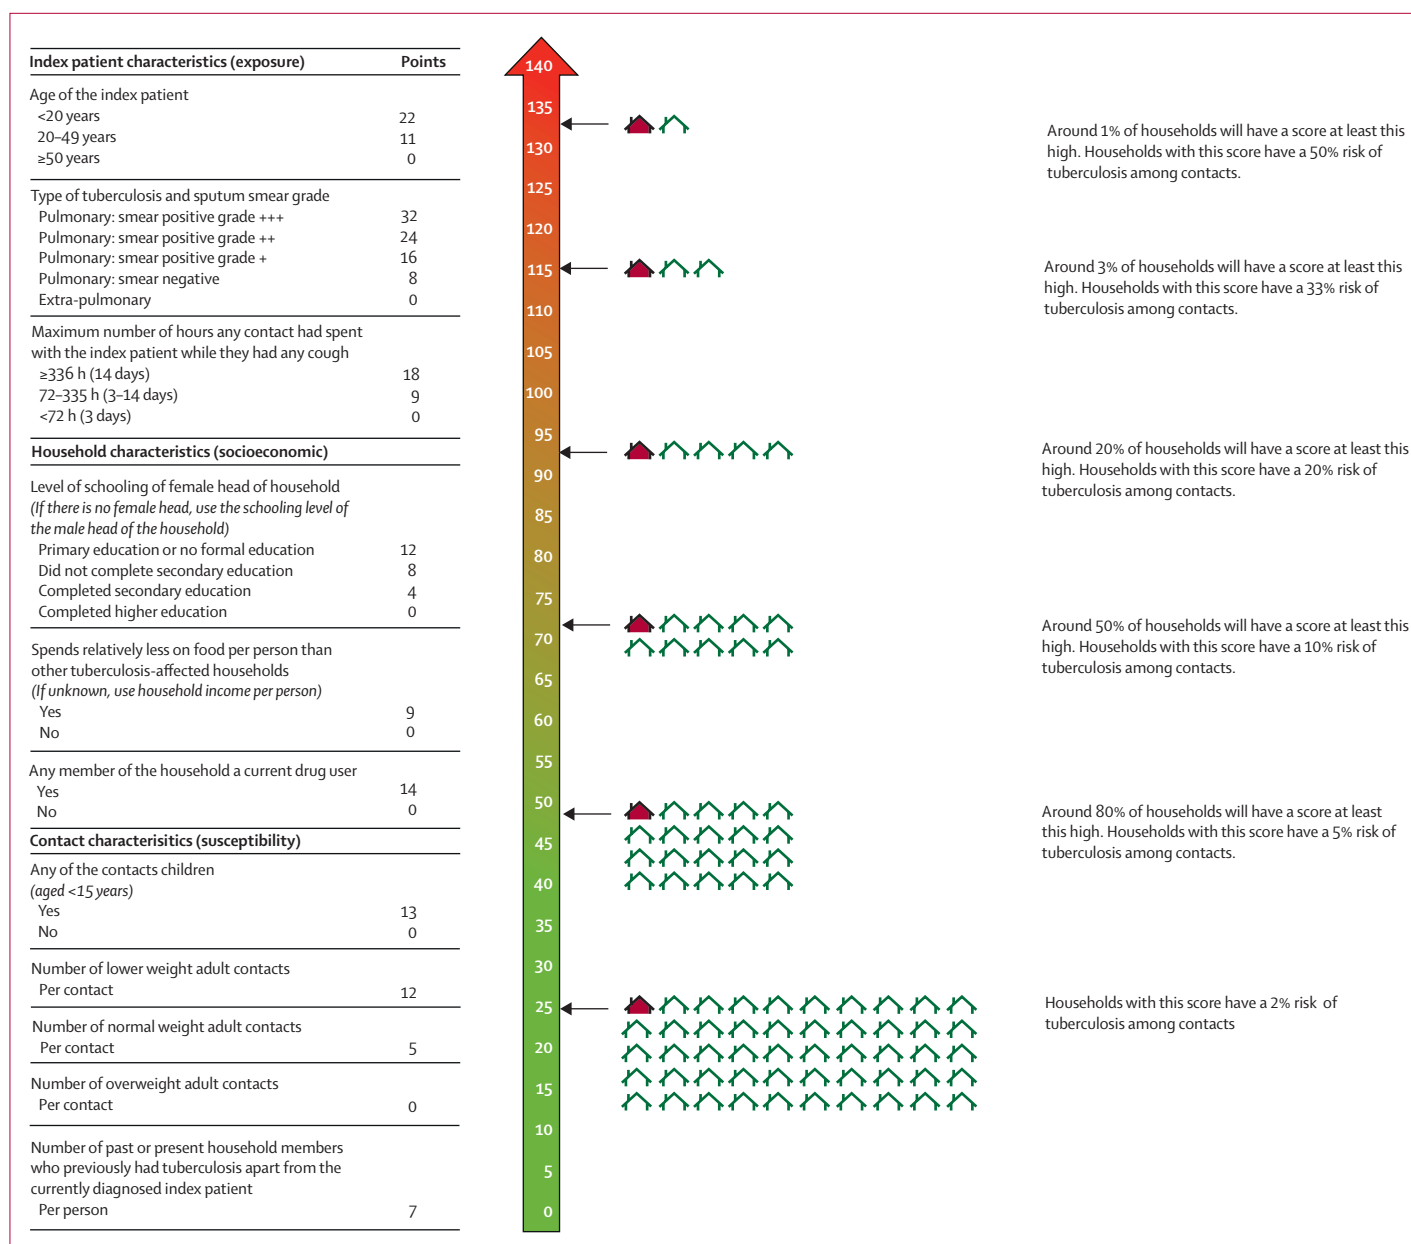 Index patient characteristics (exposure) Points
Age of the index patient
<20 years 22
20–49 years 11
≥50 years 0
Type of tuberculosis and sputum smear grade
Pulmonary: smear positive grade +++ 32
Pulmonary: smear positive grade ++ 24
Pulmonary: smear positive grade + 16
Pulmonary: smear negative 8
Extra-pulmonary 0
Maximum number of hours any contact had spent
with the index patient while they had any cough
≥336 h (14 days) 18
72–335 h (3–14 days) 9
<72 h (3 days) 0
Household characteristics (socioeconomic)
Level of schooling of female head of household
(If there is no female head, use the schooling level of
the male head of the household)
Primary education or no formal education 12
Did not complete secondary education 8
Completed secondary education 4
Completed higher education 0
Spends relatively less on food per person than
other tuberculosis-affected households
(If unknown, use household income per person)
Yes 9
No 0
Any member of the household a current drug user
Yes 14
No 0
Contact characterisitics (susceptibility)
Any of the contacts children
(aged <15 years)
Yes 13
No 0
Number of lower weight adult contacts
Per contact 12
Number of normal weight adult contacts
Per contact 5
Number of overweight adult contacts
Per contact 0
Number of past or present household members
who previously had tuberculosis apart from the
currently diagnosed index patient
Per person 7
140
135
130
125
120
115
110
105
100
95
90
85
80
75
70
65
60
55
50
45
40
35
30
25
20
15
10
5
0
Around 1% of households will have a score at least this
high. Households with this score have a 50% risk of
tuberculosis among contacts.
Around 3% of households will have a score at least this
high. Households with this score have a 33% risk of
tuberculosis among contacts.
Around 20% of households will have a score at least this
high. Households with this score have a 20% risk of
tuberculosis among contacts.
Around 50% of households will have a score at least this
high. Households with this score have a 10% risk of
tuberculosis among contacts.
Around 80% of households will have a score at least
this high. Households with this score have a 5% risk of
tuberculosis among contacts.
Households with this score have a 2% risk of
tuberculosis among contacts